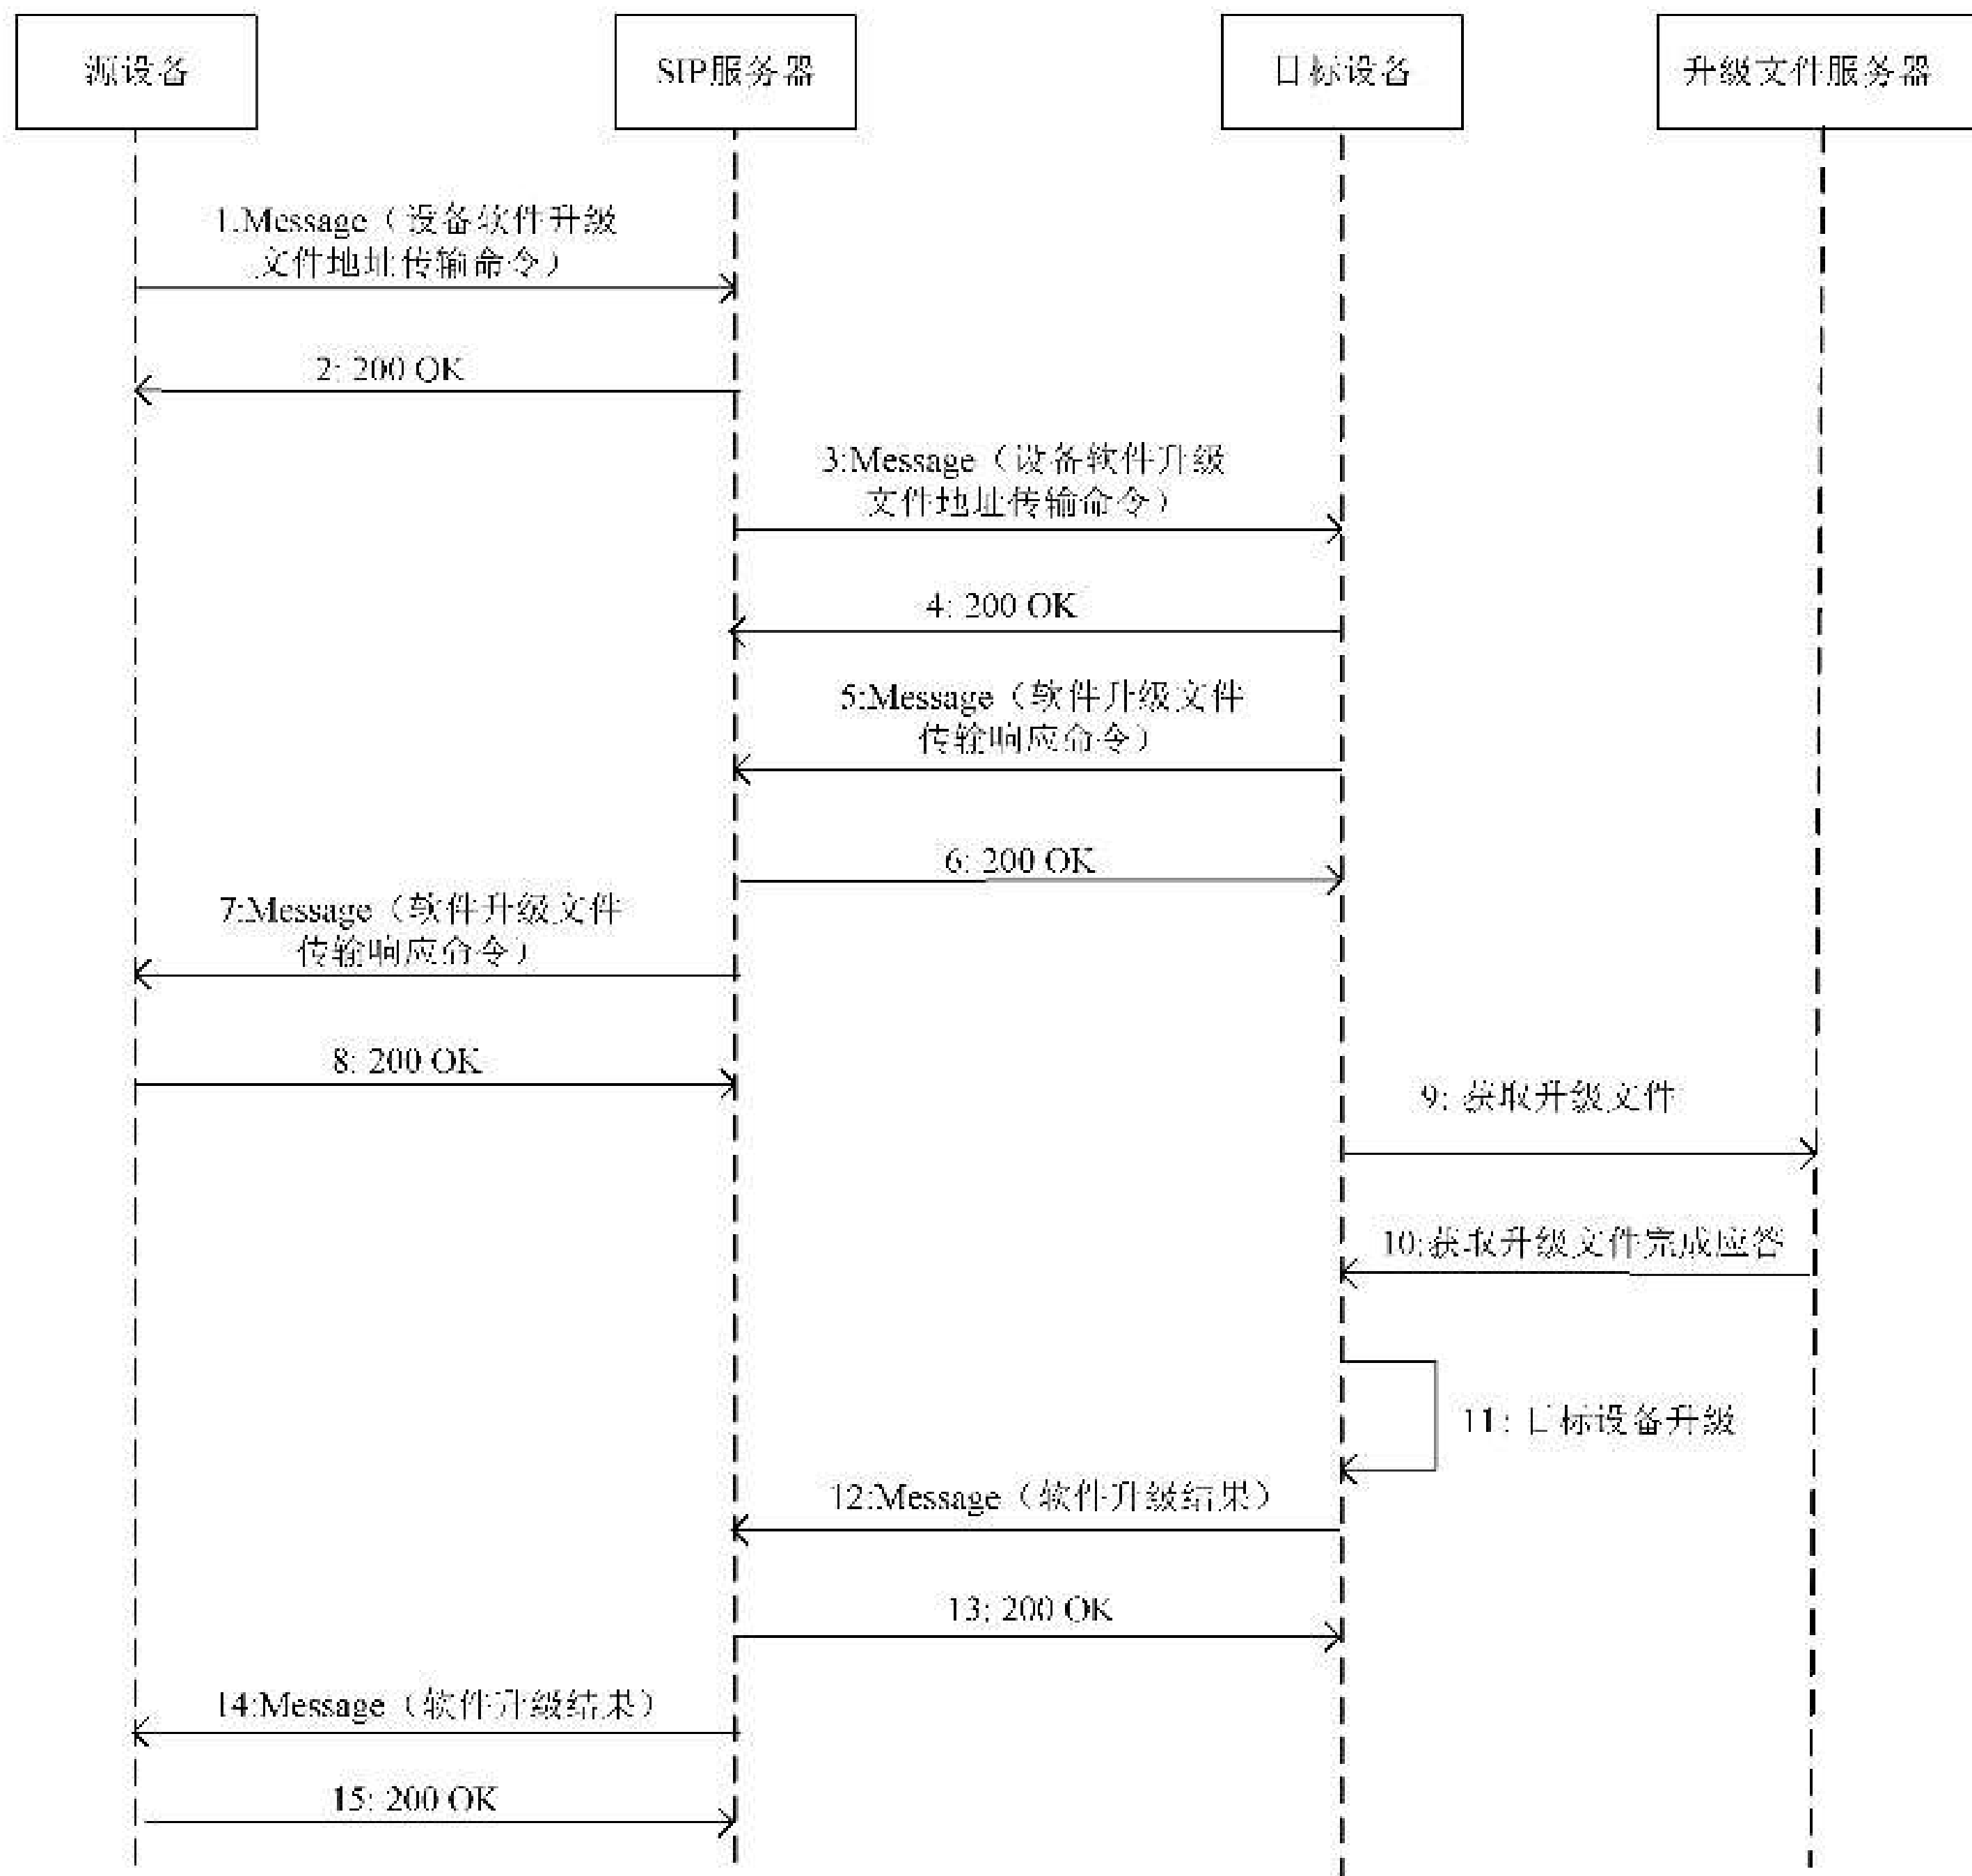 源设备
SIP服务器
目标设备
升级文件服务器
1:Message（设备软件升级
文件地址传输命令）
2: 200 OK
3:Message（设备软件升级
文件地址传输命令）
4: 200 OK
5:Message（软件升级文件
传输响应命令）
6: 200 OK
7:Message（软件升级文件
传输响应命令）
8: 200 OK
9: 获取升级文件
10:获取升级文件完成应答
11: 目标设备升级
12:Message（软件升级结果）
13: 200 OK
14:Message（软件升级结果）
15: 200 OK